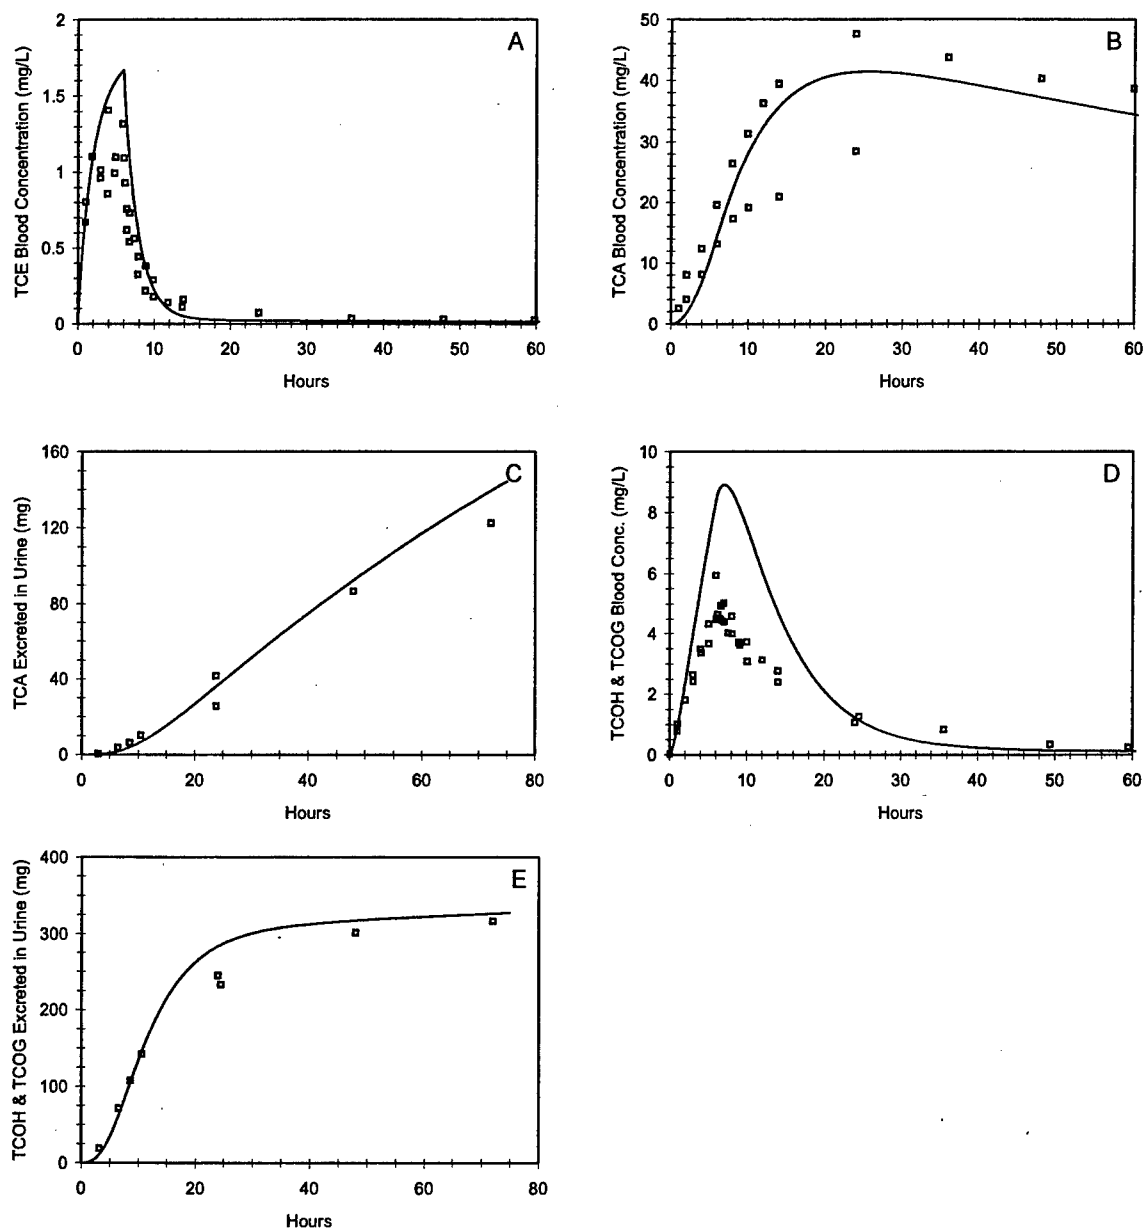 A
TCE Blood Concentration (mg/L)
2
1.5
1
0.5
0
0 10 20 30 40 50 60
Hours
B
TCA Blood Concentration (mg/L)
50
40
30
20
10
0
0 10 20 30 40 50 60
Hours
C
TCA Excreted in Urine (mg)
160
120
80
40
0
0 20 40 60 80
Hours
D
TCOH & TCOG Blood Conc. (mg/L)
10
8
6
4
2
0
0 10 20 30 40 50 60
Hours
E
TCOH & TCOG Excreted in Urine (mg)
400
300
200
100
0
0 20 40 60 80
Hours